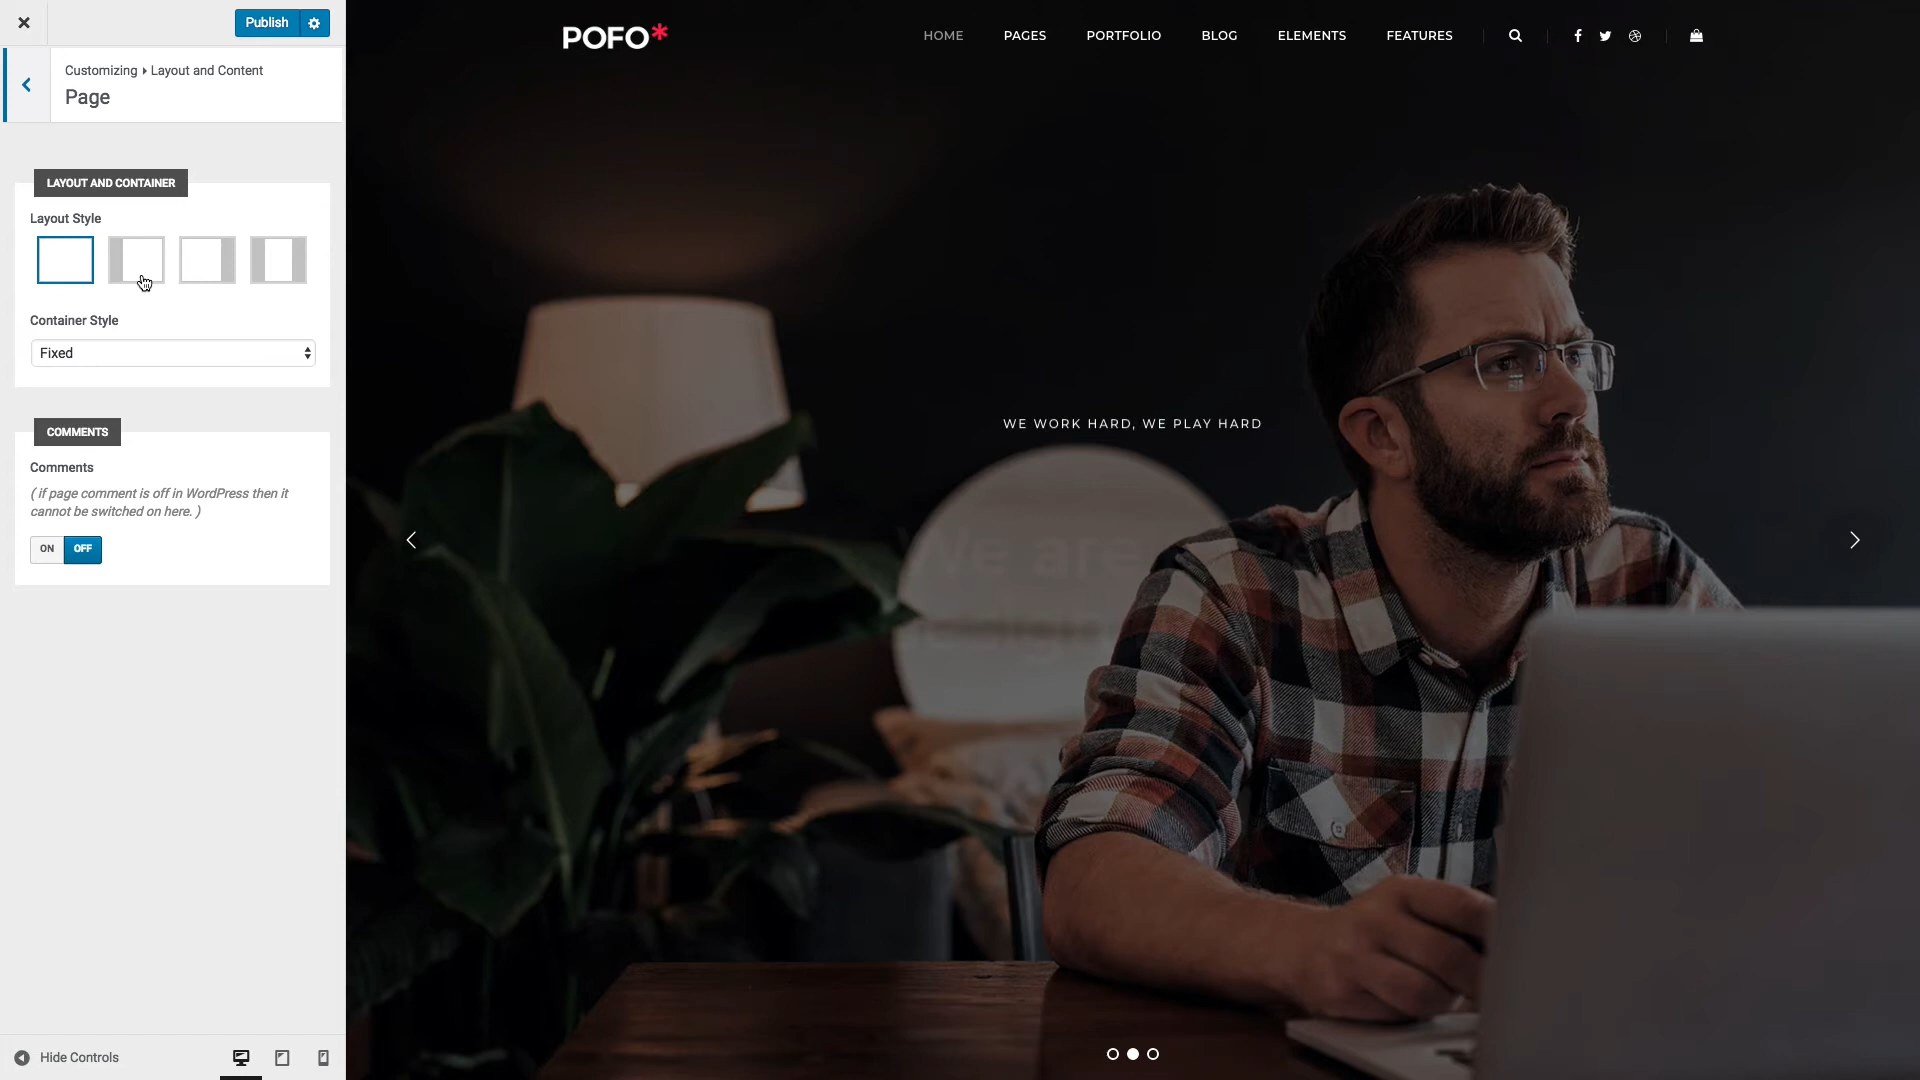 Publish
Customizing ▸ Layout and Content
Page
LAYOUT AND CONTAINER
Layout Style
Container Style
Fixed
COMMENTS
Comments
( if page comment is off in WordPress then it
cannot be switched on here. )
ON OFF
Hide Controls
POFO*
HOME PAGES PORTFOLIO BLOG ELEMENTS FEATURES
WE WORK HARD, WE PLAY HARD
We are